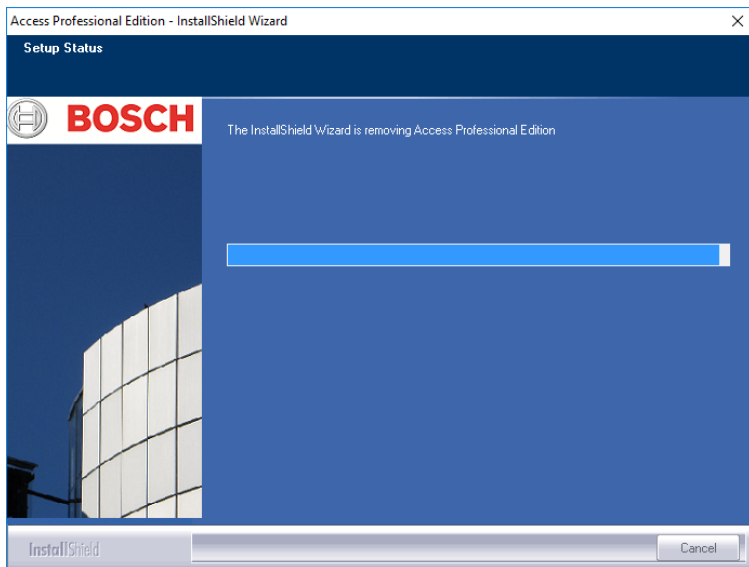 Access Professional Edition - InstallShield Wizard
Setup Status
BOSCH
The InstallShield Wizard is removing Access Professional Edition
InstallShield
Cancel